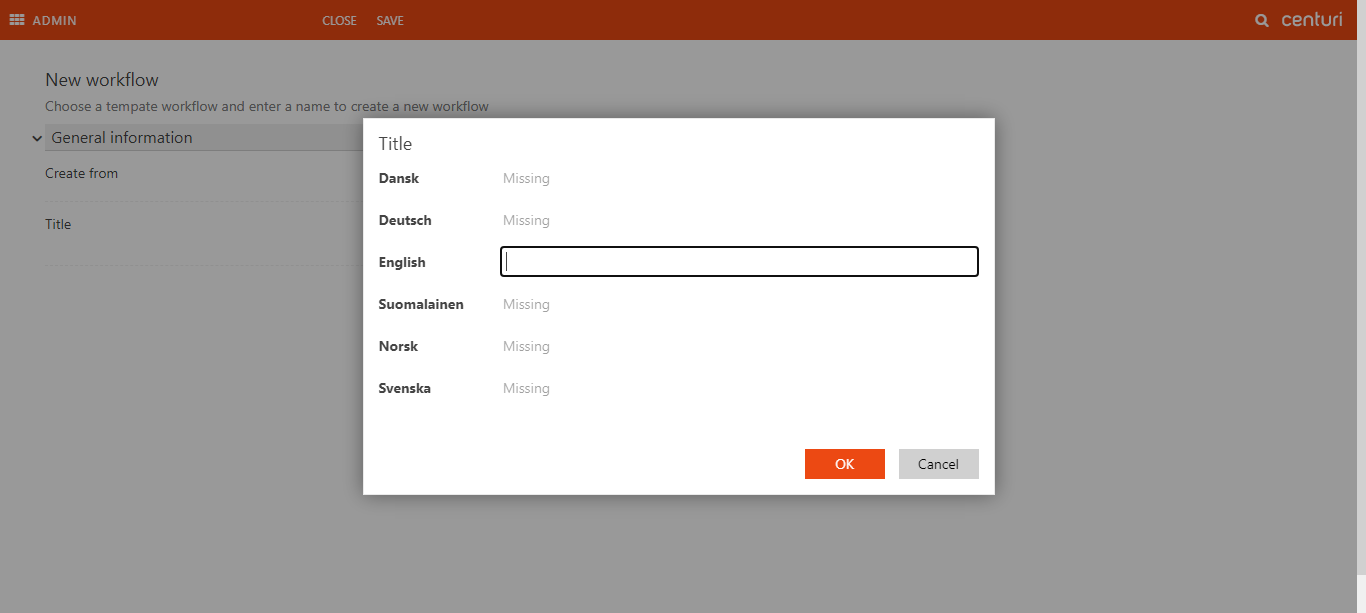 ADMIN CLOSE SAVE centuri
New workflow
Choose a tempate workflow and enter a name to create a new workflow
General information
Create from
Title
Title
Dansk Missing
Deutsch Missing
English
Suomalainen Missing
Norsk Missing
Svenska Missing
OK Cancel